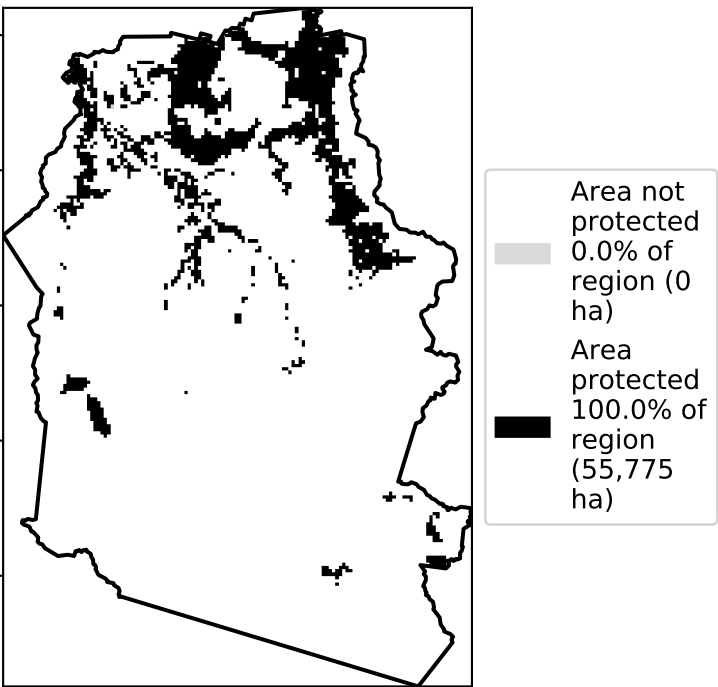 Area not
protected
0.0% of
region (0
ha)
Area
protected
100.0% of
region
(55,775
ha)